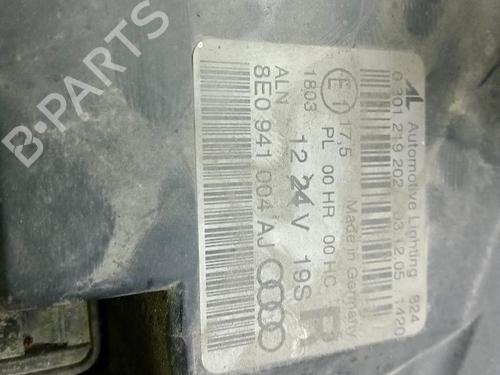 AL Automotive Lighting 824
0 301 219 202 03.12.05 1420
Made in Germany
E1 17,5
PL 00 HR 00 HC
R
1803
12 24 V 19S
ALN
8E0 941 004 AJ
B-PARTS